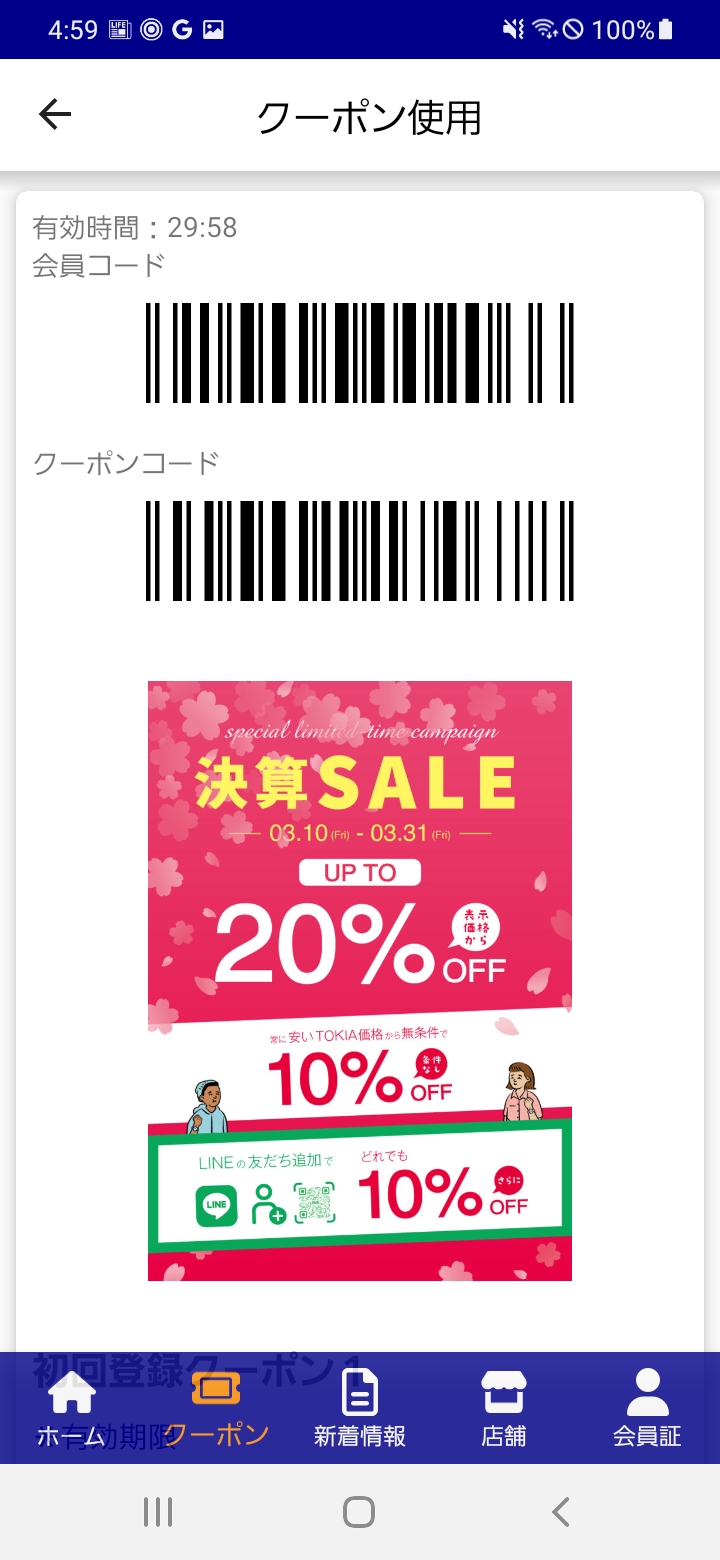 4:59
LIFE
G
100%
クーポン使用
有効時間：29:58
会員コード
クーポンコード
special limited-time campaign
決算SALE
03.10(Fri) - 03.31(Fri)
UP TO
20%
表示
価格
から
OFF
常に安いTOKIA価格から無条件で
10%
条件
なし
OFF
LINEの友だち追加で
LINE
どれでも
10%
さらに
OFF
初回登録クーポン1
※有効期限
ホーム
クーポン
新着情報
店舗
会員証